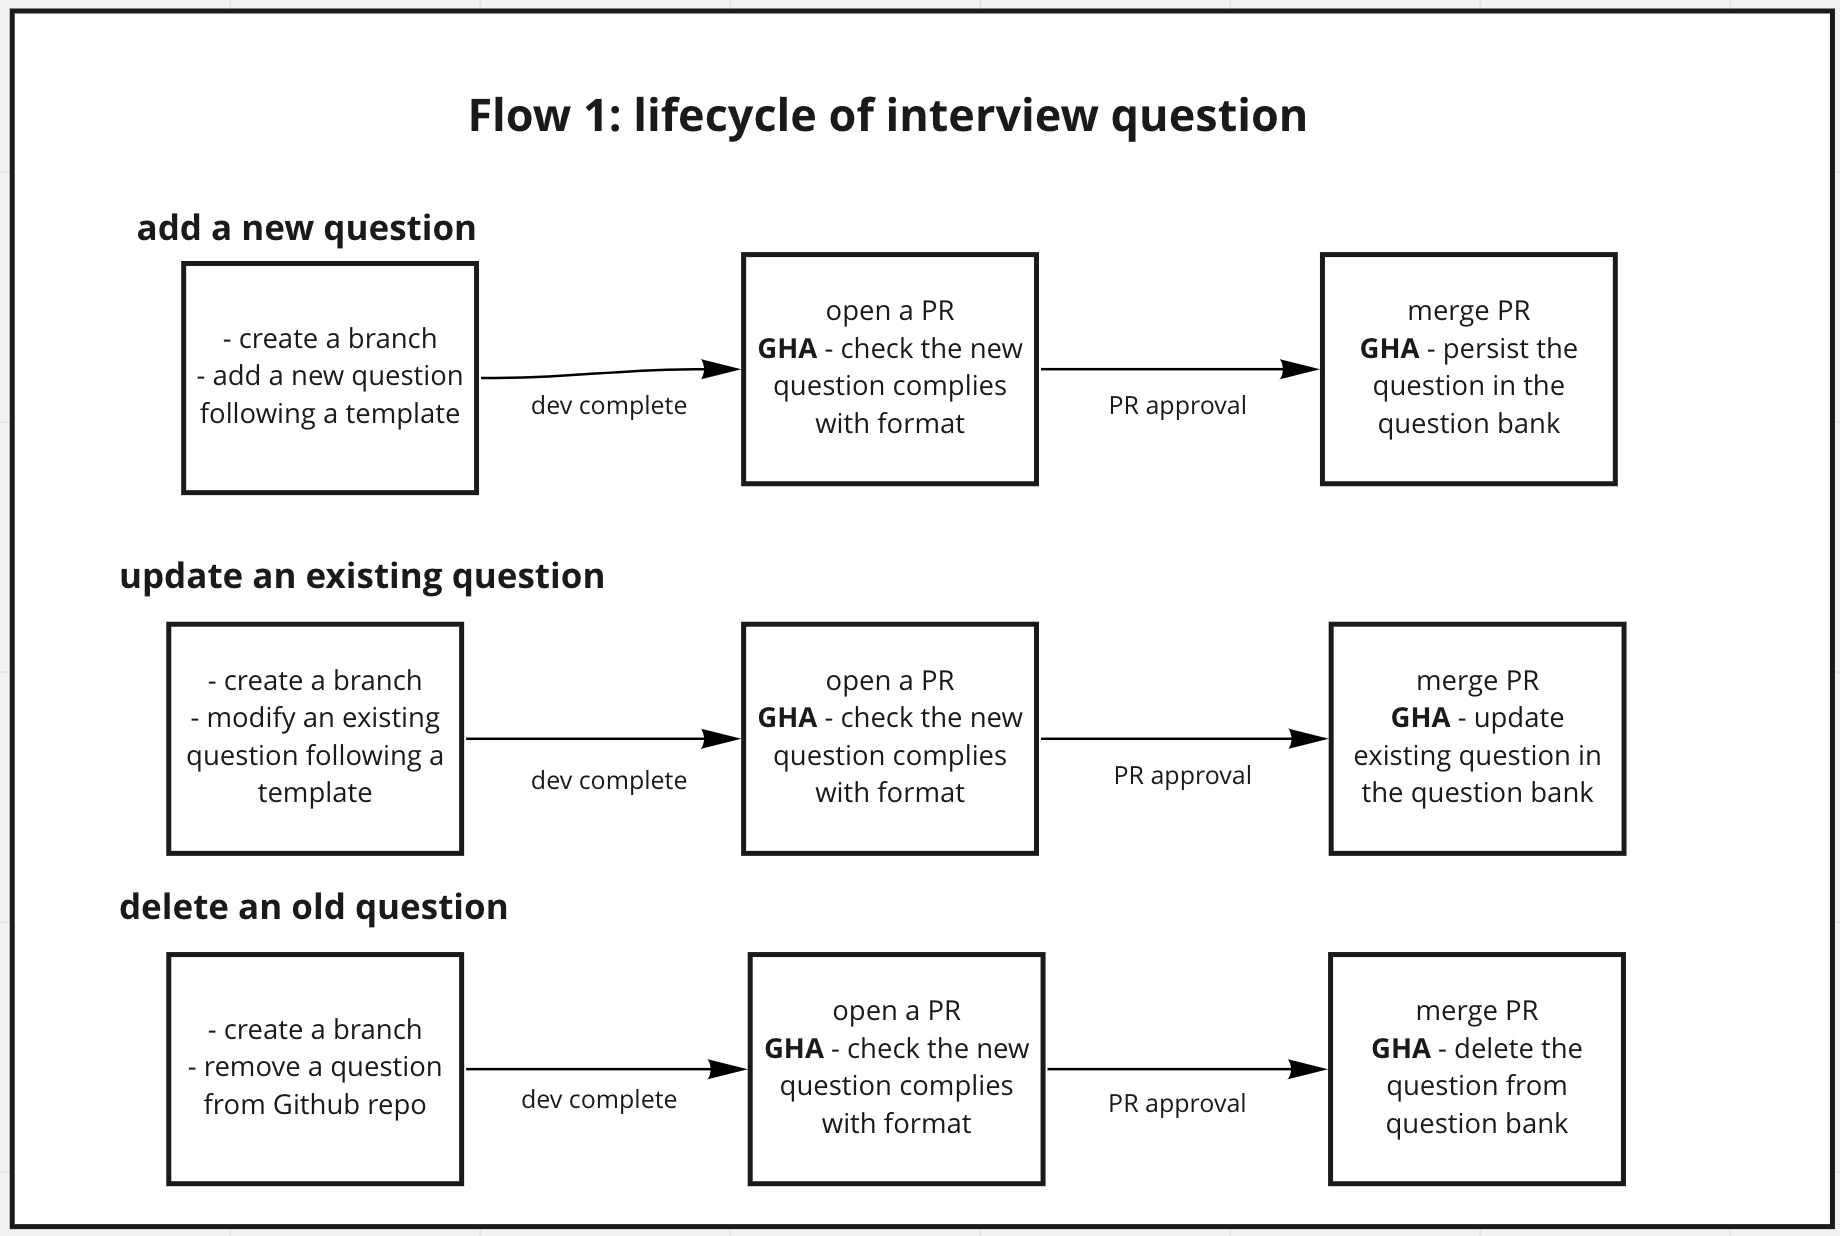 Flow 1: lifecycle of interview question
add a new question
- create a branch
- add a new question
following a template
dev complete
open a PR
GHA - check the new
question complies
with format
PR approval
merge PR
GHA - persist the
question in the
question bank
update an existing question
- create a branch
- modify an existing
question following a
template
dev complete
open a PR
GHA - check the new
question complies
with format
PR approval
merge PR
GHA - update
existing question in
the question bank
delete an old question
- create a branch
- remove a question
from Github repo
dev complete
open a PR
GHA - check the new
question complies
with format
PR approval
merge PR
GHA - delete the
question from
question bank